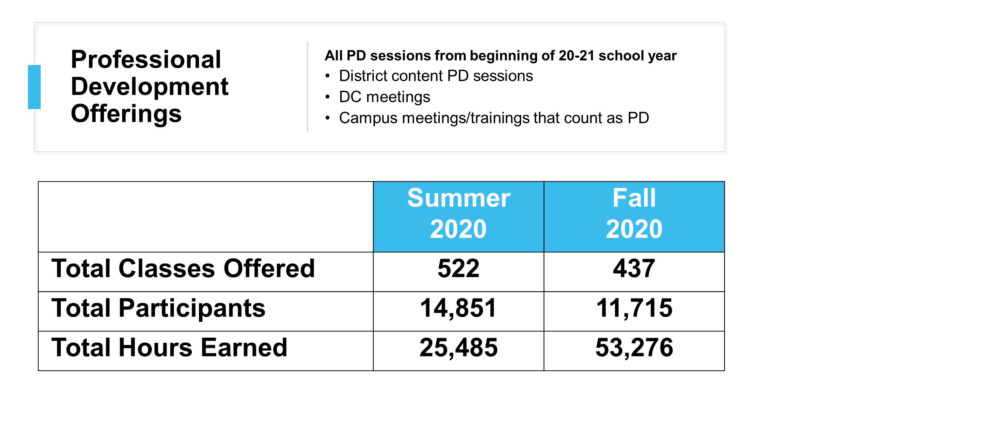 Professional
Development
Offerings
All PD sessions from beginning of 20-21 school year
• District content PD sessions
• DC meetings
• Campus meetings/trainings that count as PD
Summer 2020 Fall 2020
Total Classes Offered 522 437
Total Participants 14,851 11,715
Total Hours Earned 25,485 53,276